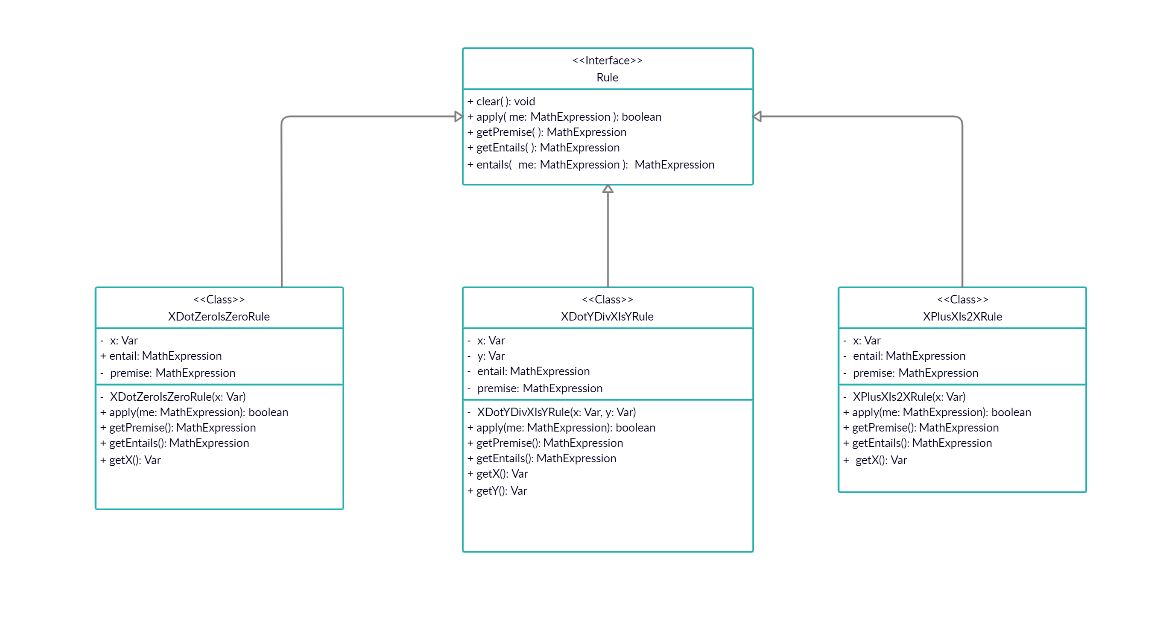 <<Interface>>
Rule
+ clear( ): void
+ apply( me: MathExpression ): boolean
+ getPremise( ): MathExpression
+ getEntails( ): MathExpression
+ entails( me: MathExpression ): MathExpression
<<Class>>
XDotZeroIsZeroRule
- x: Var
+ entail: MathExpression
- premise: MathExpression
- XDotZeroIsZeroRule(x: Var)
+ apply(me: MathExpression): boolean
+ getPremise(): MathExpression
+ getEntails(): MathExpression
+ getX(): Var
<<Class>>
XDotYDivXIsYRule
- x: Var
- y: Var
- entail: MathExpression
- premise: MathExpression
- XDotYDivXIsYRule(x: Var, y: Var)
+ apply(me: MathExpression): boolean
+ getPremise(): MathExpression
+ getEntails(): MathExpression
+ getX(): Var
+ getY(): Var
<<Class>>
XPlusXIs2XRule
- x: Var
- entail: MathExpression
- premise: MathExpression
- XPlusXIs2XRule(x: Var)
+ apply(me: MathExpression): boolean
+ getPremise(): MathExpression
+ getEntails(): MathExpression
+ getX(): Var